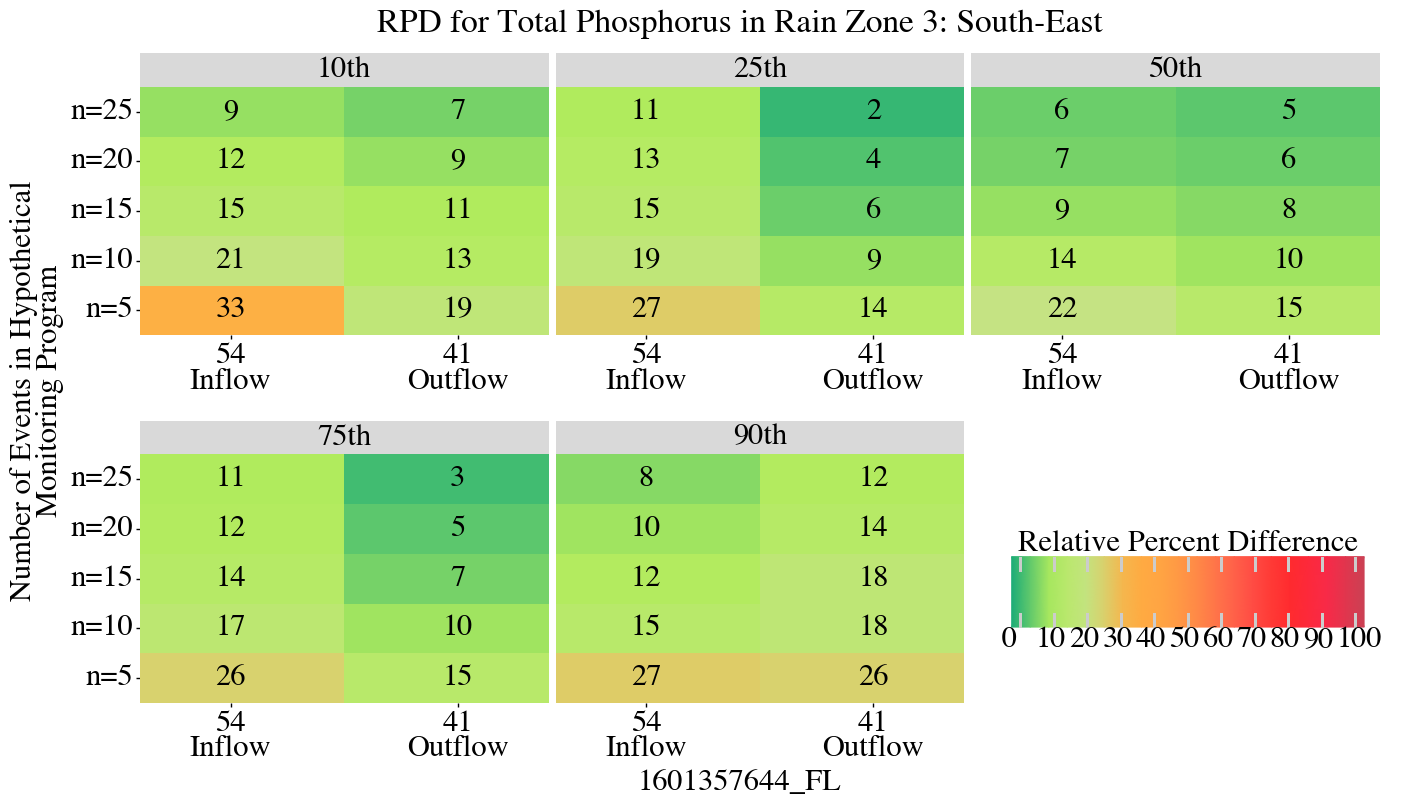 RPD for Total Phosphorus in Rain Zone 3: South-East
Number of Events in Hypothetical
Monitoring Program
10th 25th 50th
n=25 9 7 11 2 6 5
n=20 12 9 13 4 7 6
n=15 15 11 15 6 9 8
n=10 21 13 19 9 14 10
n=5 33 19 27 14 22 15
54 41 54 41 54 41
Inflow Outflow Inflow Outflow Inflow Outflow
75th 90th
n=25 11 3 8 12
n=20 12 5 10 14
n=15 14 7 12 18
n=10 17 10 15 18
n=5 26 15 27 26
54 41 54 41
Inflow Outflow Inflow Outflow
Relative Percent Difference
0 10 20 30 40 50 60 70 80 90 100
1601357644_FL